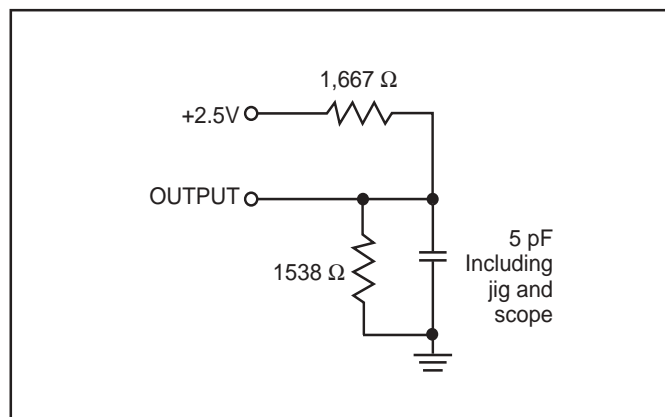 1,667 Ω
+2.5V
OUTPUT
1538 Ω
5 pF
Including
jig and
scope